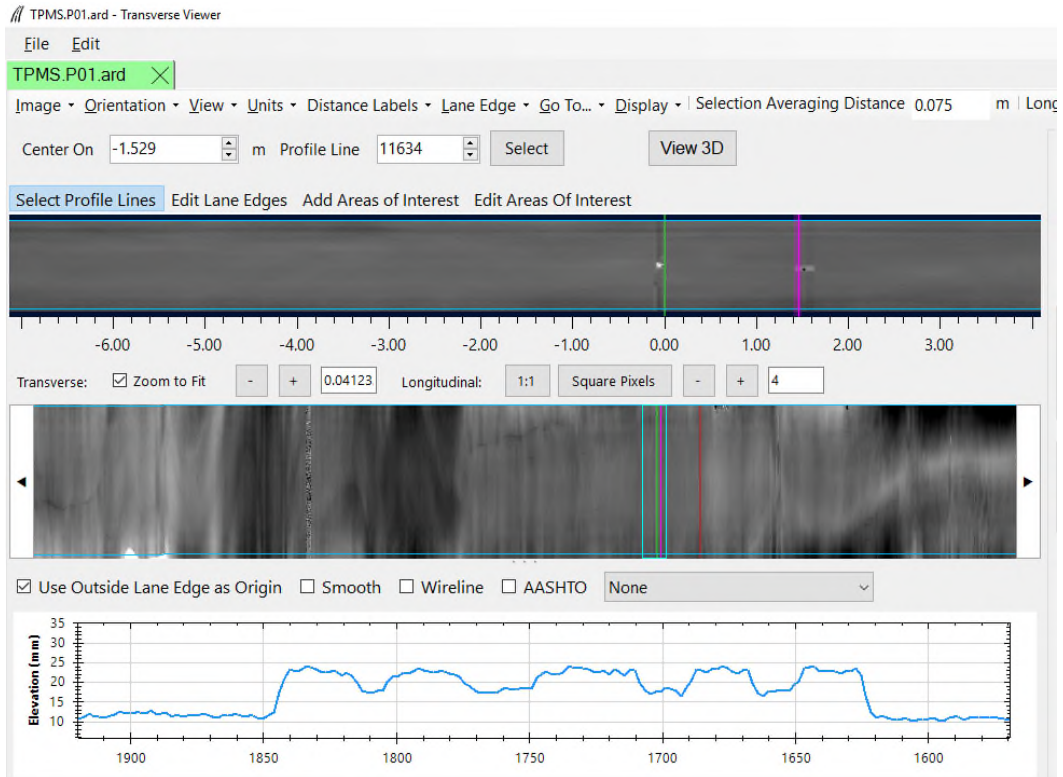 TPMS.P01.ard - Transverse Viewer
File Edit
TPMS.P01.ard
Image Orientation View Units Distance Labels Lane Edge Go To... Display Selection Averaging Distance 0.075 m Long
Center On -1.529 m Profile Line 11634 Select View 3D
Select Profile Lines Edit Lane Edges Add Areas of Interest Edit Areas Of Interest
-6.00 -5.00 -4.00 -3.00 -2.00 -1.00 0.00 1.00 2.00 3.00
Transverse: Zoom to Fit - + 0.04123 Longitudinal: 1:1 Square Pixels - + 4
Use Outside Lane Edge as Origin Smooth Wireline AASHTO None
Elevation (mm)
35
30
25
20
15
10
1900 1850 1800 1750 1700 1650 1600